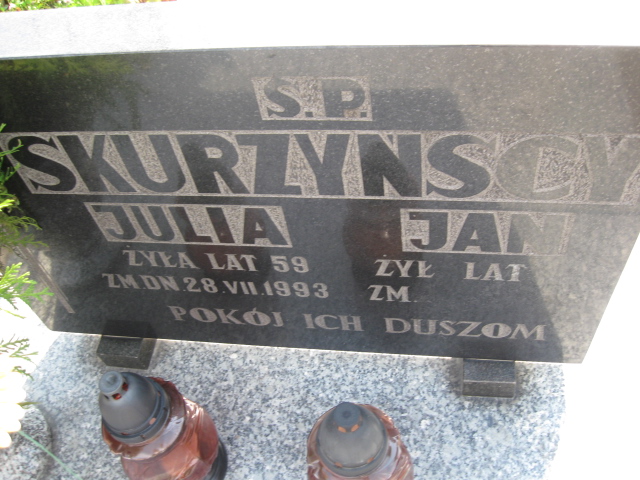 S.P.
SKURZYNSCY
JULIA JAN
ŻYŁA LAT 59 ŻYŁ LAT
ZM.DN.28.VII.1993 ZM.
POKÓJ ICH DUSZOM